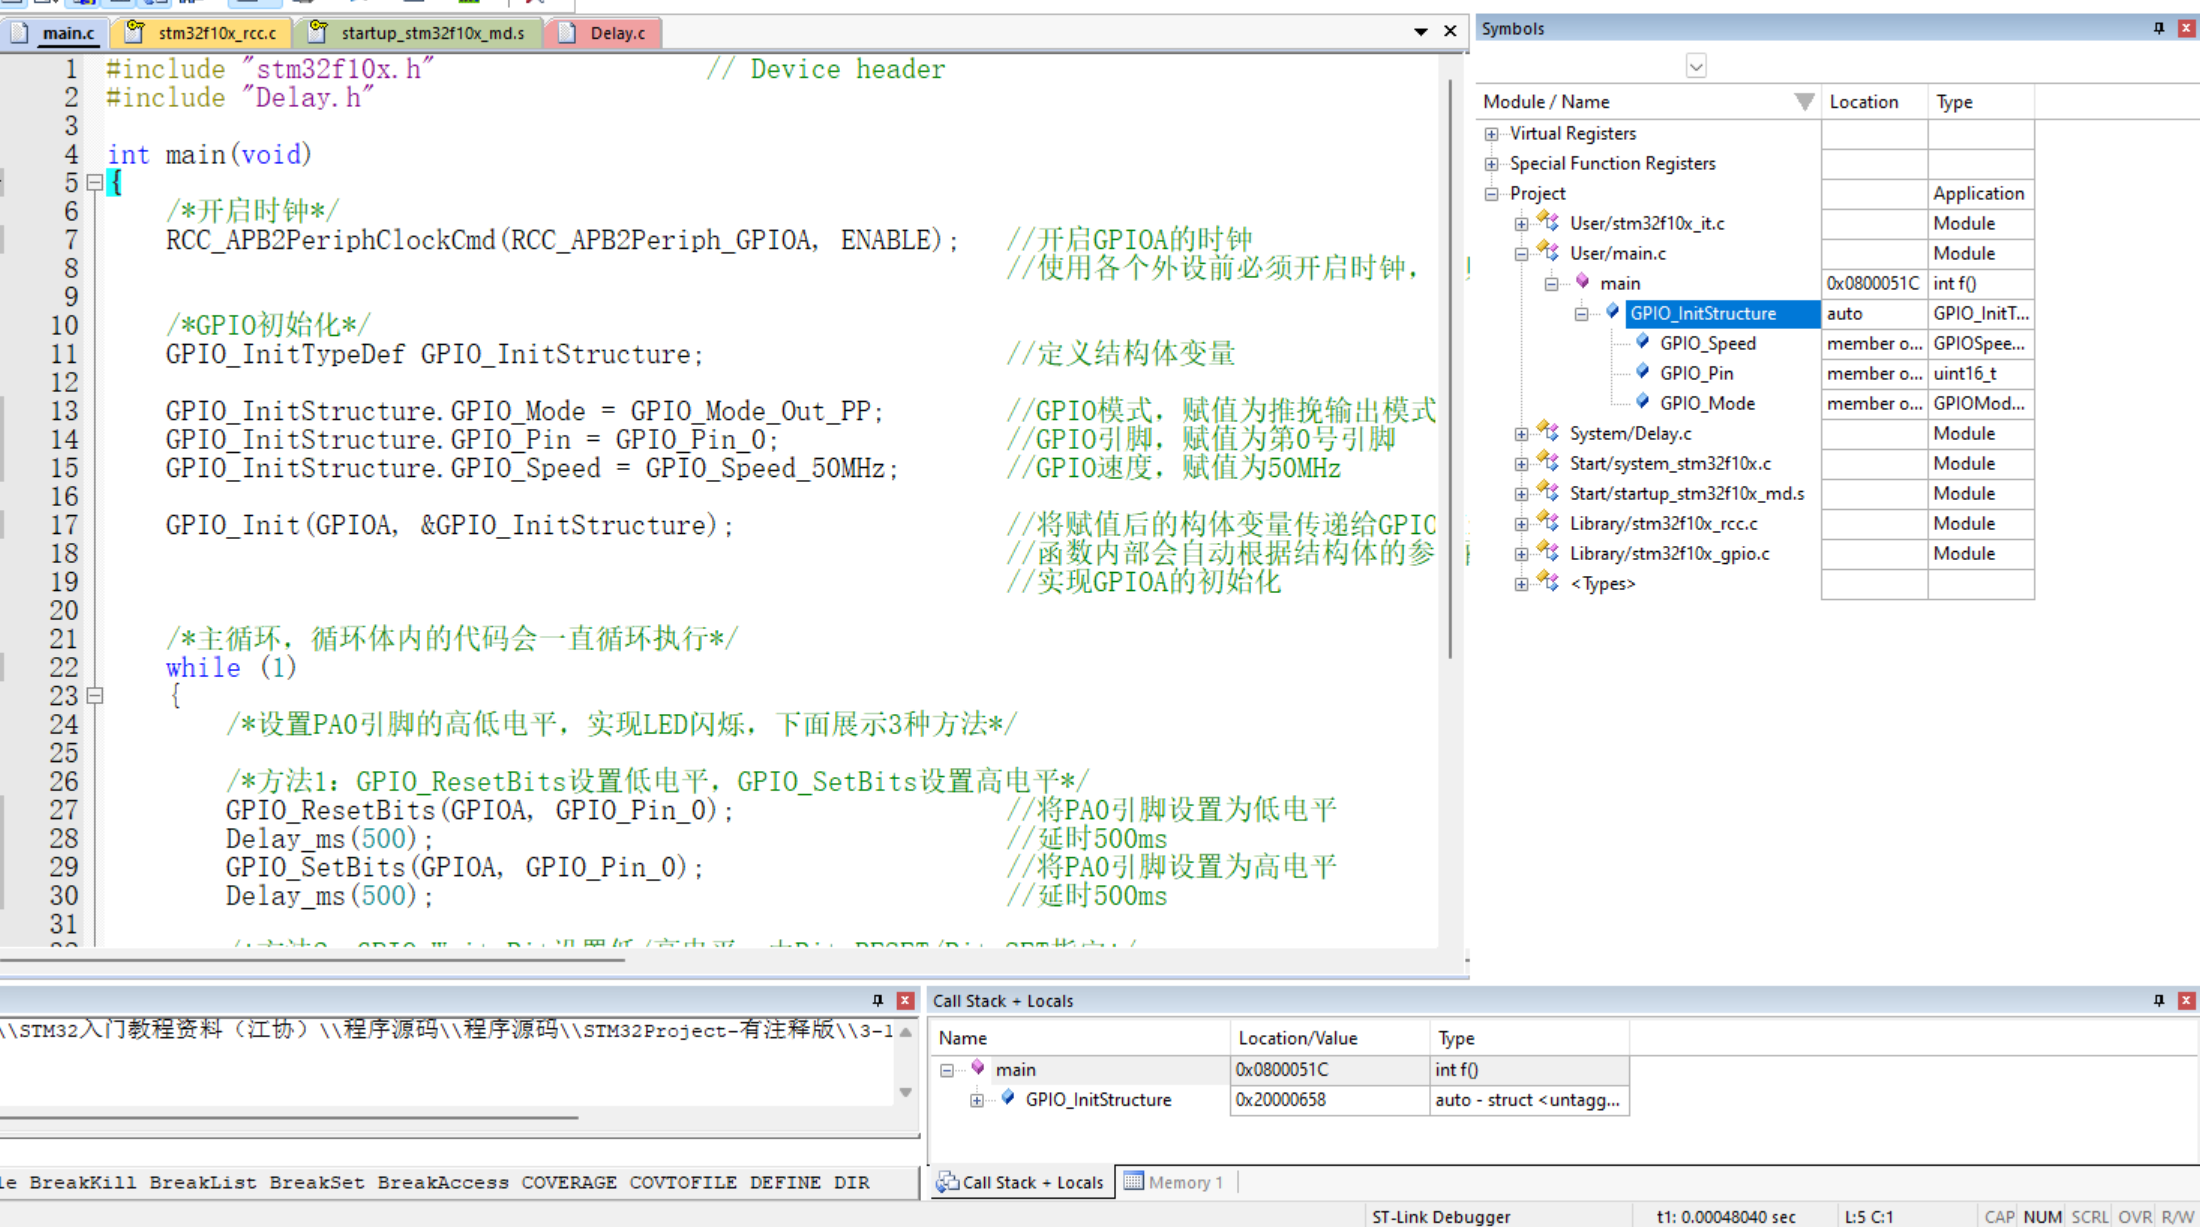 main.c stm32f10x_rcc.c startup_stm32f10x_md.s Delay.c
1 #include "stm32f10x.h" // Device header
2 #include "Delay.h"
3
4 int main(void)
5 {
6 /*开启时钟*/
7 RCC_APB2PeriphClockCmd(RCC_APB2Periph_GPIOA, ENABLE); //开启GPIOA的时钟
8 //使用各个外设前必须开启时钟，
9
10 /*GPIO初始化*/
11 GPIO_InitTypeDef GPIO_InitStructure; //定义结构体变量
12
13 GPIO_InitStructure.GPIO_Mode = GPIO_Mode_Out_PP; //GPIO模式，赋值为推挽输出模式
14 GPIO_InitStructure.GPIO_Pin = GPIO_Pin_0; //GPIO引脚，赋值为第0号引脚
15 GPIO_InitStructure.GPIO_Speed = GPIO_Speed_50MHz; //GPIO速度，赋值为50MHz
16
17 GPIO_Init(GPIOA, &GPIO_InitStructure); //将赋值后的构体变量传递给GPIO
18 //函数内部会自动根据结构体的参
19 //实现GPIOA的初始化
20
21 /*主循环，循环体内的代码会一直循环执行*/
22 while (1)
23 {
24 /*设置PA0引脚的高低电平，实现LED闪烁，下面展示3种方法*/
25
26 /*方法1：GPIO_ResetBits设置低电平，GPIO_SetBits设置高电平*/
27 GPIO_ResetBits(GPIOA, GPIO_Pin_0); //将PA0引脚设置为低电平
28 Delay_ms(500); //延时500ms
29 GPIO_SetBits(GPIOA, GPIO_Pin_0); //将PA0引脚设置为高电平
30 Delay_ms(500); //延时500ms
31
Symbols
Module / Name Location Type
Virtual Registers
Special Function Registers
Project Application
User/stm32f10x_it.c Module
User/main.c Module
main 0x0800051C int f()
GPIO_InitStructure auto GPIO_InitT...
GPIO_Speed member o... GPIOSpee...
GPIO_Pin member o... uint16_t
GPIO_Mode member o... GPIOMod...
System/Delay.c Module
Start/system_stm32f10x.c Module
Start/startup_stm32f10x_md.s Module
Library/stm32f10x_rcc.c Module
Library/stm32f10x_gpio.c Module
<Types>
\\STM32入门教程资料（江协）\\程序源码\\程序源码\\STM32Project-有注释版\\3-1
le BreakKill BreakList BreakSet BreakAccess COVERAGE COVTOFILE DEFINE DIR
Call Stack + Locals
Name Location/Value Type
main 0x0800051C int f()
GPIO_InitStructure 0x20000658 auto - struct <untagg...
Call Stack + Locals Memory 1
ST-Link Debugger t1: 0.00048040 sec L:5 C:1 CAP NUM SCRL OVR R/W